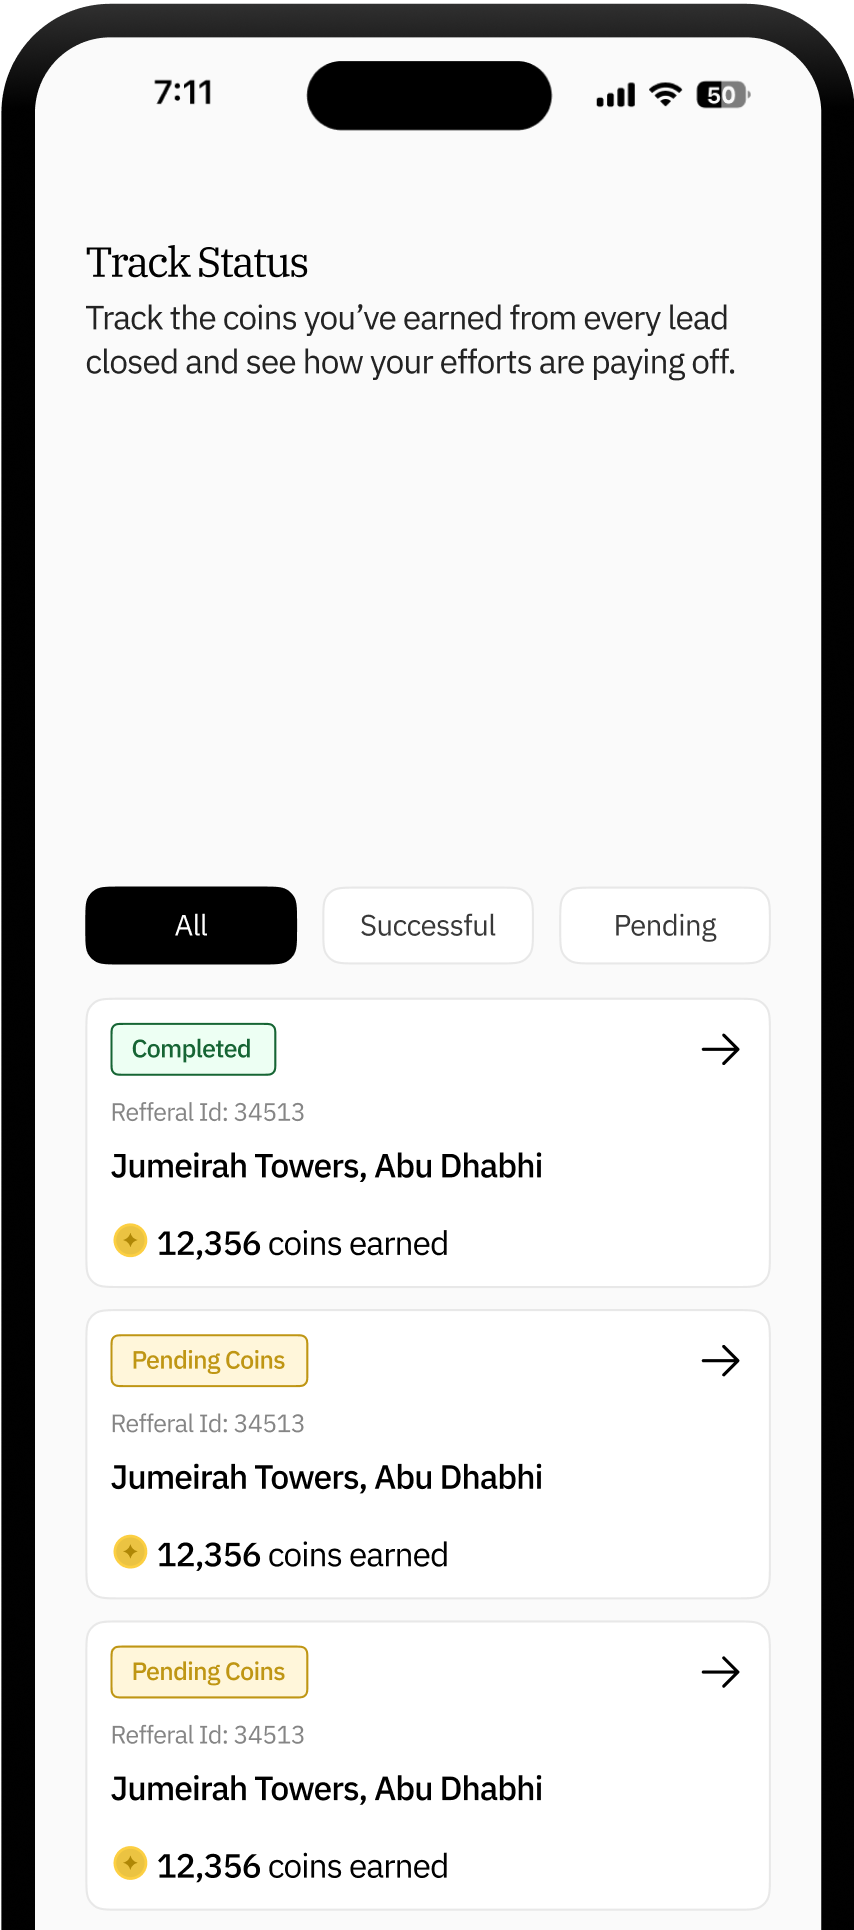 7:11
50
Track Status
Track the coins you’ve earned from every lead
closed and see how your efforts are paying off.
All
Successful
Pending
Completed
Refferal Id: 34513
Jumeirah Towers, Abu Dhabhi
12,356 coins earned
Pending Coins
Refferal Id: 34513
Jumeirah Towers, Abu Dhabhi
12,356 coins earned
Pending Coins
Refferal Id: 34513
Jumeirah Towers, Abu Dhabhi
12,356 coins earned